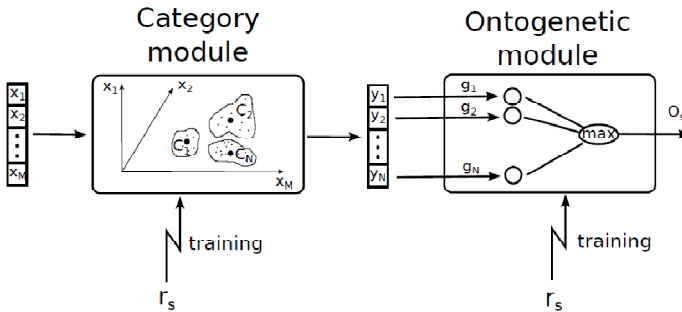 Category module
Ontogenetic module
x1
x2
⋮
xM
x1
x2
C1
C2
CN
xM
y1
y2
⋮
yN
g1
g2
gN
max
Os
training
rs
training
rs